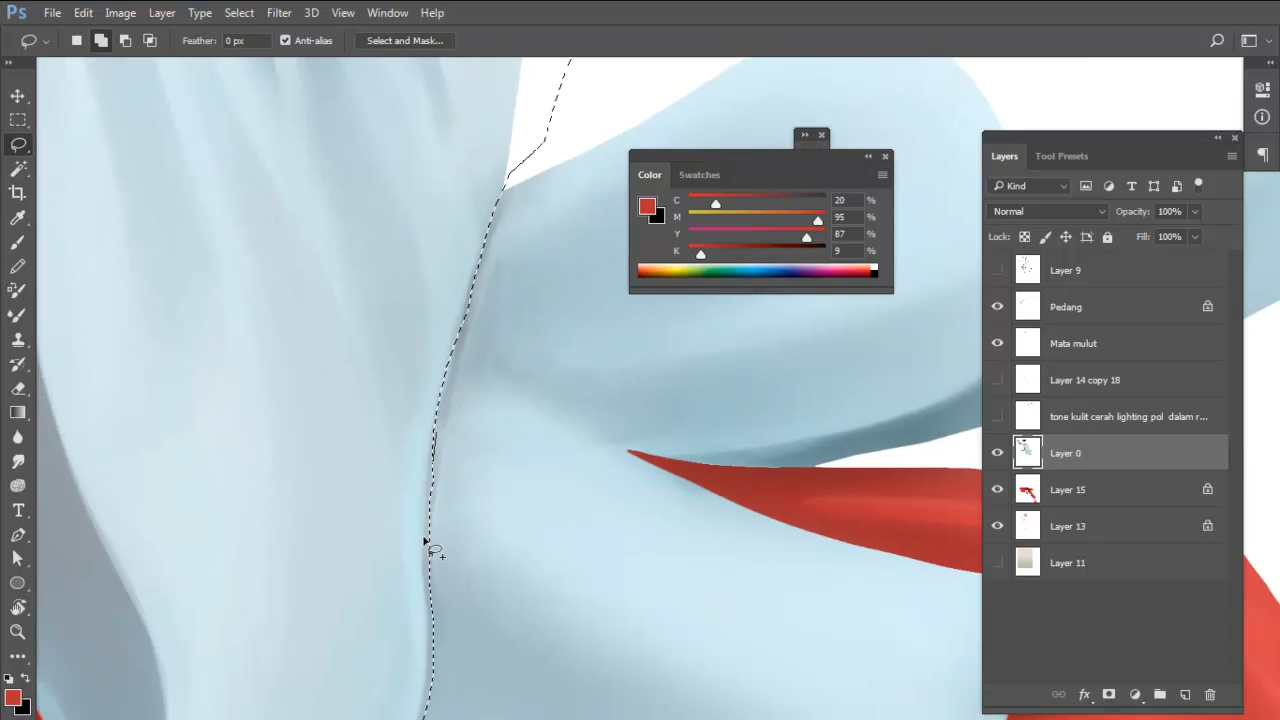 Ps File Edit Image Layer Type Select Filter 3D View Window Help
Feather: 0 px Anti-alias Select and Mask...
Color Swatches
C 20 %
M 95 %
Y 87 %
K 9 %
Layers Tool Presets
Kind
Normal Opacity: 100%
Lock: Fill: 100%
Layer 9
Pedang
Mata mulut
Layer 14 copy 18
tone kulit cerah lighting pol dalam r...
Layer 0
Layer 15
Layer 13
Layer 11
fx